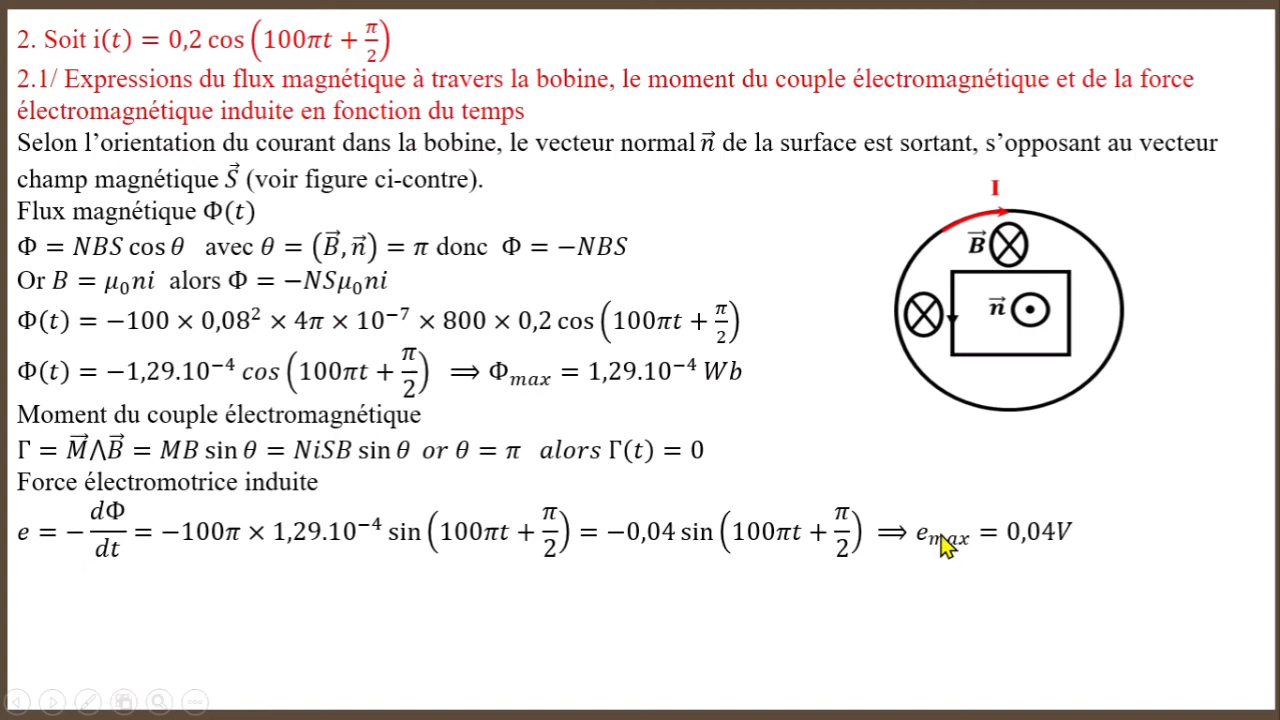 2. Soit i(t) = 0,2 cos(100πt + π/2)
2.1/ Expressions du flux magnétique à travers la bobine, le moment du couple électromagnétique et de la force
électromagnétique induite en fonction du temps
Selon l’orientation du courant dans la bobine, le vecteur normal n⃗ de la surface est sortant, s’opposant au vecteur
champ magnétique S⃗ (voir figure ci-contre).
Flux magnétique Φ(t)
Φ = NBS cos θ avec θ = (B⃗, n⃗) = π donc Φ = −NBS
Or B = μ₀ni alors Φ = −NSμ₀ni
Φ(t) = −100 × 0,08² × 4π × 10⁻⁷ × 800 × 0,2 cos(100πt + π/2)
Φ(t) = −1,29.10⁻⁴ cos(100πt + π/2) ⟹ Φmax = 1,29.10⁻⁴ Wb
Moment du couple électromagnétique
Γ = M⃗ΛB⃗ = MB sin θ = NiSB sin θ or θ = π alors Γ(t) = 0
Force électromotrice induite
e = − dΦ/dt = −100π × 1,29.10⁻⁴ sin(100πt + π/2) = −0,04 sin(100πt + π/2) ⟹ emax = 0,04V
I
B⃗
n⃗